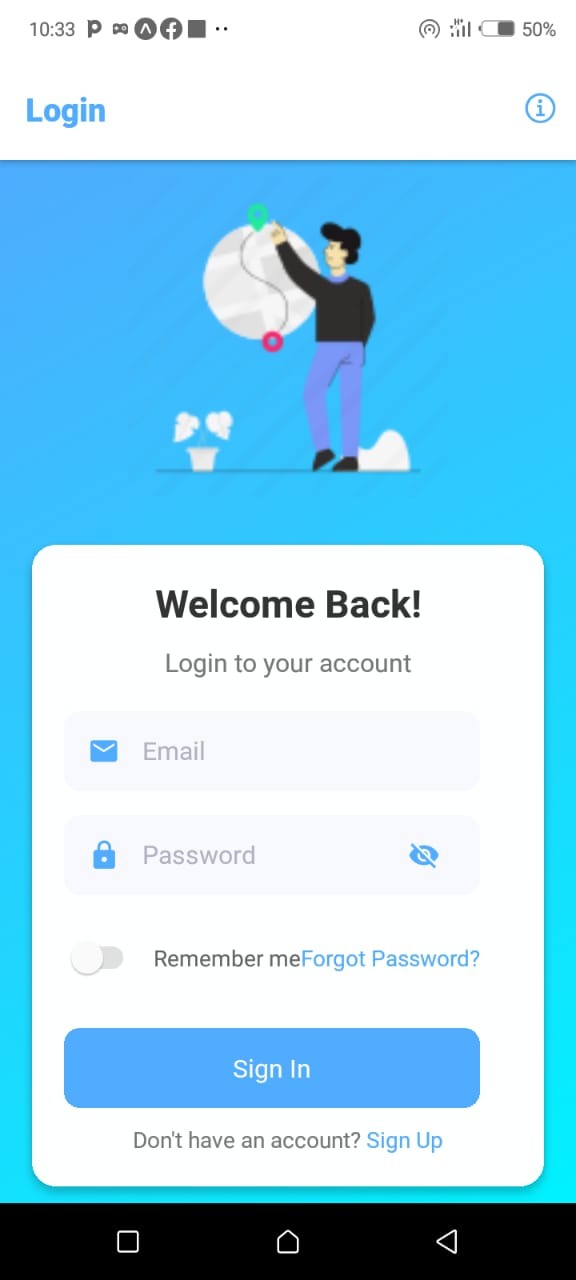 10:33
50%
Login
Welcome Back!
Login to your account
Email
Password
Remember meForgot Password?
Sign In
Don't have an account? Sign Up